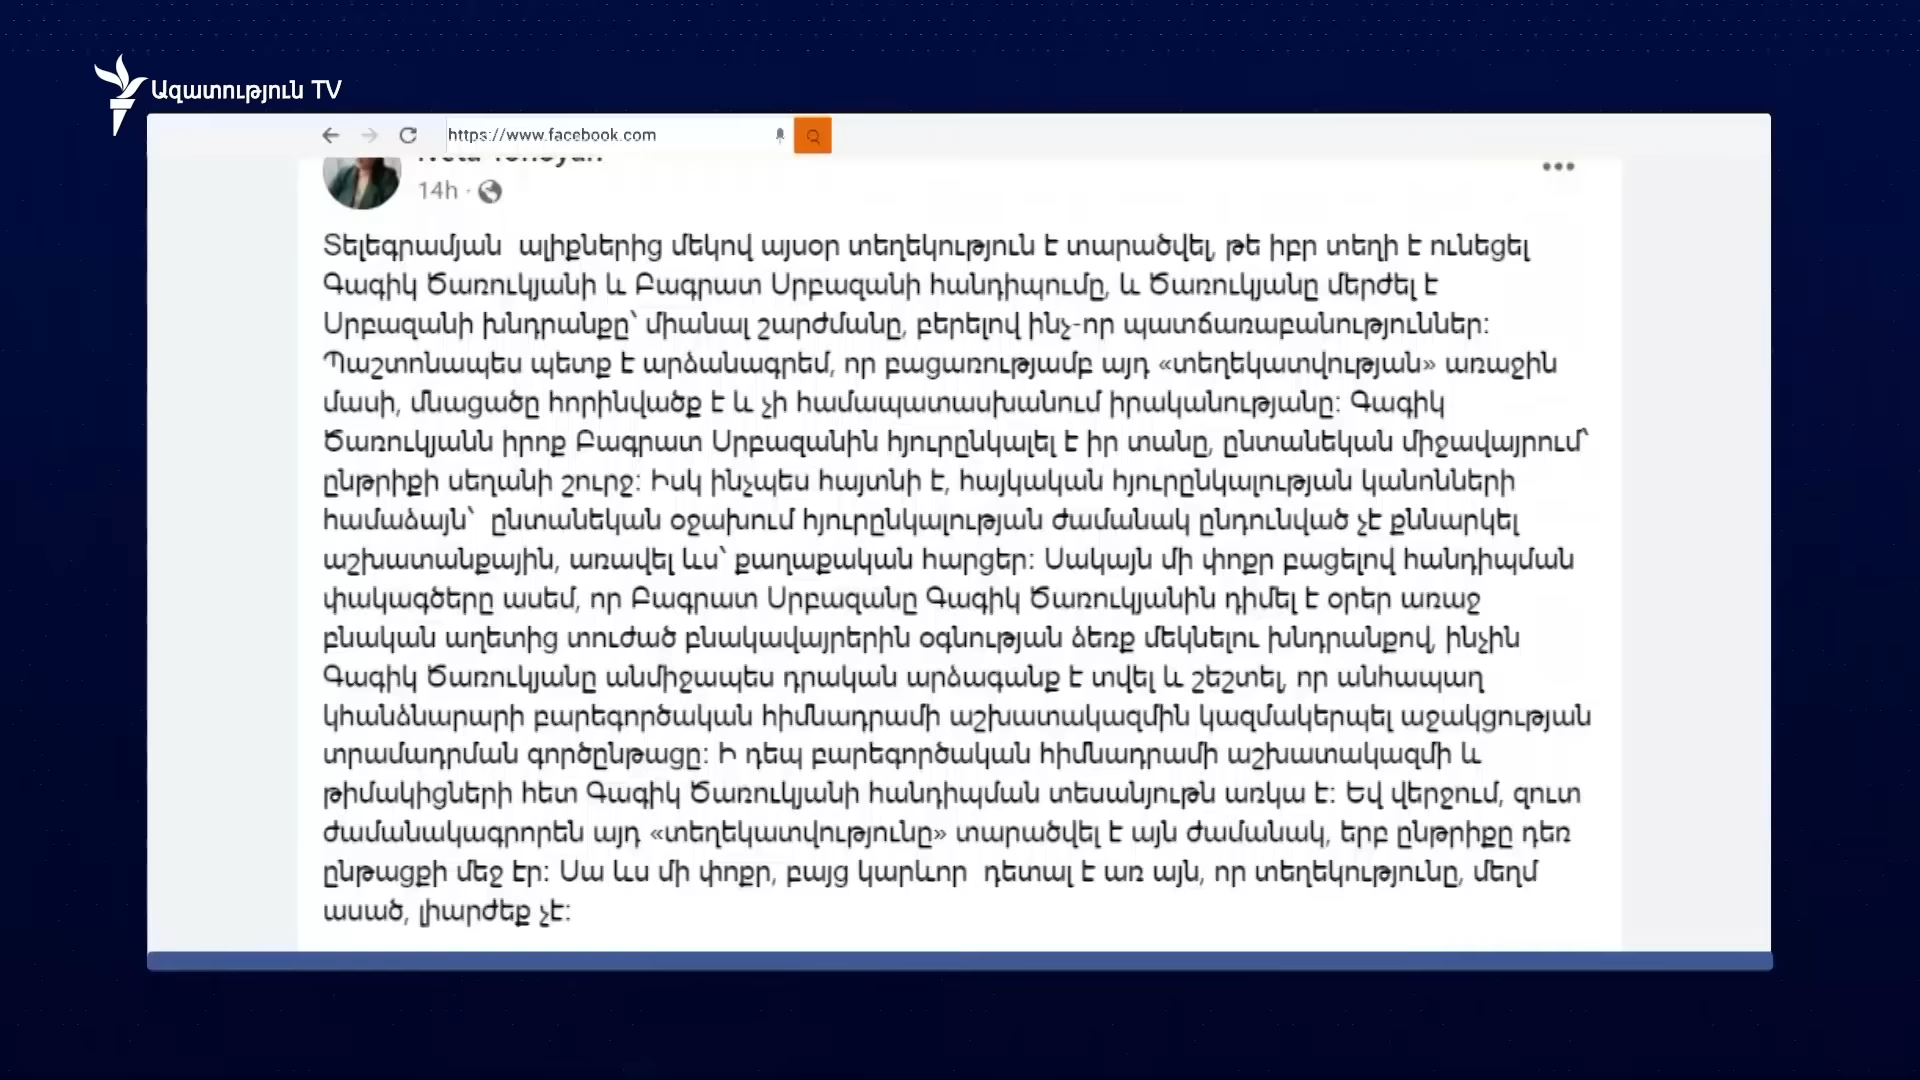 Ազատություն TV
https://www.facebook.com
14h ·
Տելեգրամյան ալիքներից մեկով այսօր տեղեկություն է տարածվել, թե իբր տեղի է ունեցել
Գագիկ Ծառուկյանի և Բագրատ Սրբազանի հանդիպումը, և Ծառուկյանը մերժել է
Սրբազանի խնդրանքը՝ միանալ շարժմանը, բերելով ինչ-որ պատճառաբանություններ։
Պաշտոնապես պետք է արձանագրեմ, որ բացառությամբ այդ «տեղեկատվության» առաջին
մասի, մնացածը հորինվածք է և չի համապատասխանում իրականությանը։ Գագիկ
Ծառուկյանն իրոք Բագրատ Սրբազանին հյուրընկալել է իր տանը, ընտանեկան միջավայրում՝
ընթրիքի սեղանի շուրջ։ Իսկ ինչպես հայտնի է, հայկական հյուրընկալության կանոնների
համաձայն՝ ընտանեկան օջախում հյուրընկալության ժամանակ ընդունված չէ քննարկել
աշխատանքային, առավել ևս՝ քաղաքական հարցեր։ Սակայն մի փոքր բացելով հանդիպման
փակագծերը ասեմ, որ Բագրատ Սրբազանը Գագիկ Ծառուկյանին դիմել է օրեր առաջ
բնական աղետից տուժած բնակավայրերին օգնության ձեռք մեկնելու խնդրանքով, ինչին
Գագիկ Ծառուկյանը անմիջապես դրական արձագանք է տվել և շեշտել, որ անհապաղ
կհանձնարարի բարեգործական հիմնադրամի աշխատակազմին կազմակերպել աջակցության
տրամադրման գործընթացը։ Ի դեպ բարեգործական հիմնադրամի աշխատակազմի և
թիմակիցների հետ Գագիկ Ծառուկյանի հանդիպման տեսանյութն առկա է։ Եվ վերջում, զուտ
ժամանակագրորեն այդ «տեղեկատվությունը» տարածվել է այն ժամանակ, երբ ընթրիքը դեռ
ընթացքի մեջ էր։ Սա ևս մի փոքր, բայց կարևոր դետալ է առ այն, որ տեղեկությունը, մեղմ
ասած, լիարժեք չէ։